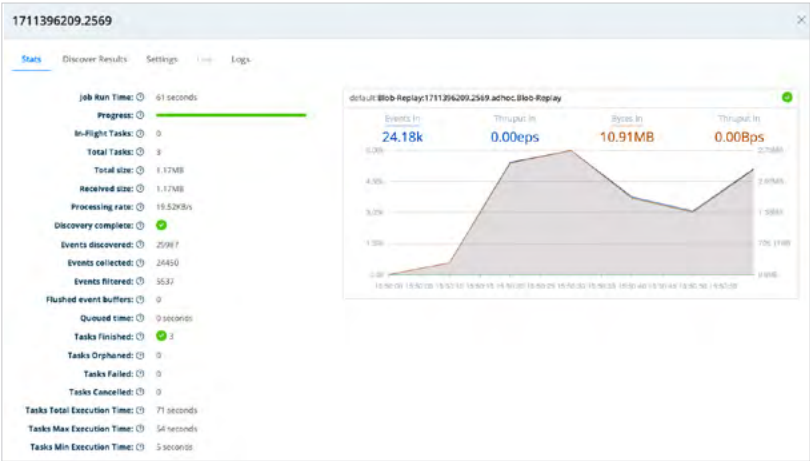 1711396209.2569
Stats Discover Results Settings Live Logs
Job Run Time: 61 seconds
Progress:
In-Flight Tasks: 0
Total Tasks: 3
Total size: 1.17MB
Received size: 1.17MB
Processing rate: 19.52KB/s
Discovery complete:
Events discovered:
Events collected: 24450
Events filtered: 5537
Flushed event buffers: 0
Queued time: 0 seconds
Tasks Finished: 3
Tasks Orphaned: 0
Tasks Failed: 0
Tasks Cancelled: 0
Tasks Total Execution Time: 71 seconds
Tasks Max Execution Time: 54 seconds
Tasks Min Execution Time: 5 seconds
default:Blob-Replay:1711396209.2569.adhoc.Blob-Replay
Events In Thruput In Bytes In Thruput In
24.18k 0.00eps 10.91MB 0.00Bps